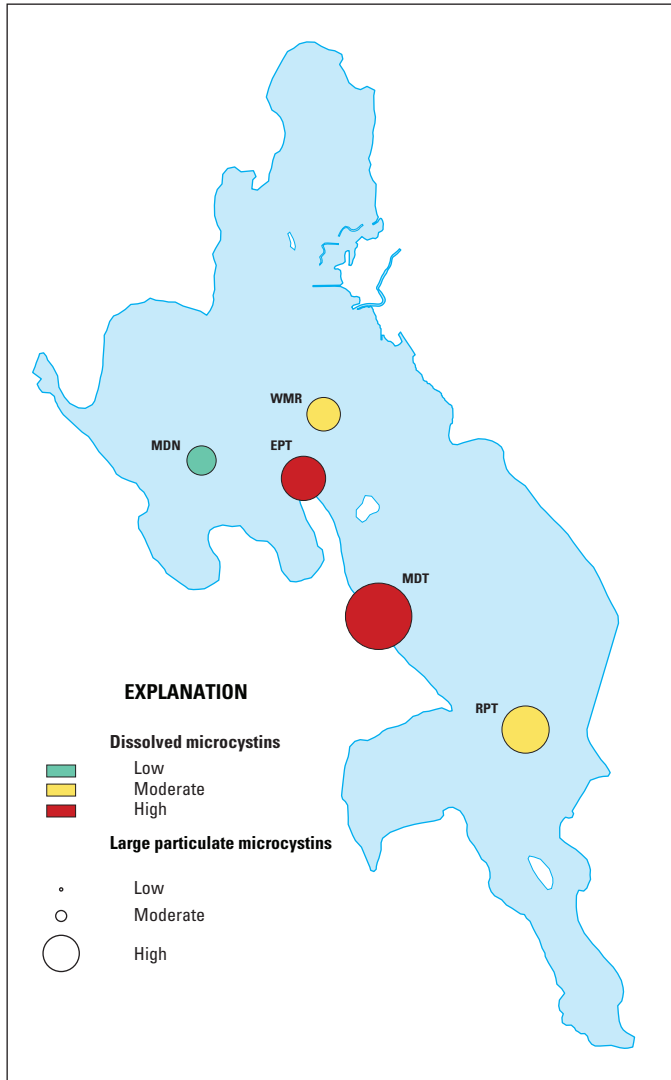 WMR
MDN
EPT
MDT
RPT
EXPLANATION
Dissolved microcystins
Low
Moderate
High
Large particulate microcystins
Low
Moderate
High